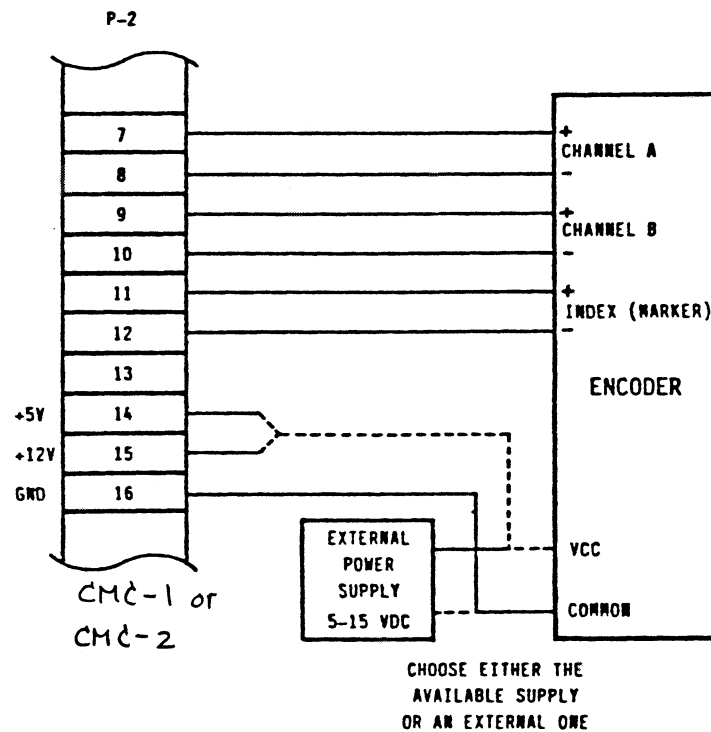 P-2
7
+
CHANNEL A
8
-
9
+
CHANNEL B
10
-
11
+
INDEX (MARKER)
12
-
13
ENCODER
+5V
14
+12V
15
GND
16
EXTERNAL
POWER
SUPPLY
5-15 VDC
VCC
COMMON
CMC-1 or
CMC-2
CHOOSE EITHER THE
AVAILABLE SUPPLY
OR AN EXTERNAL ONE